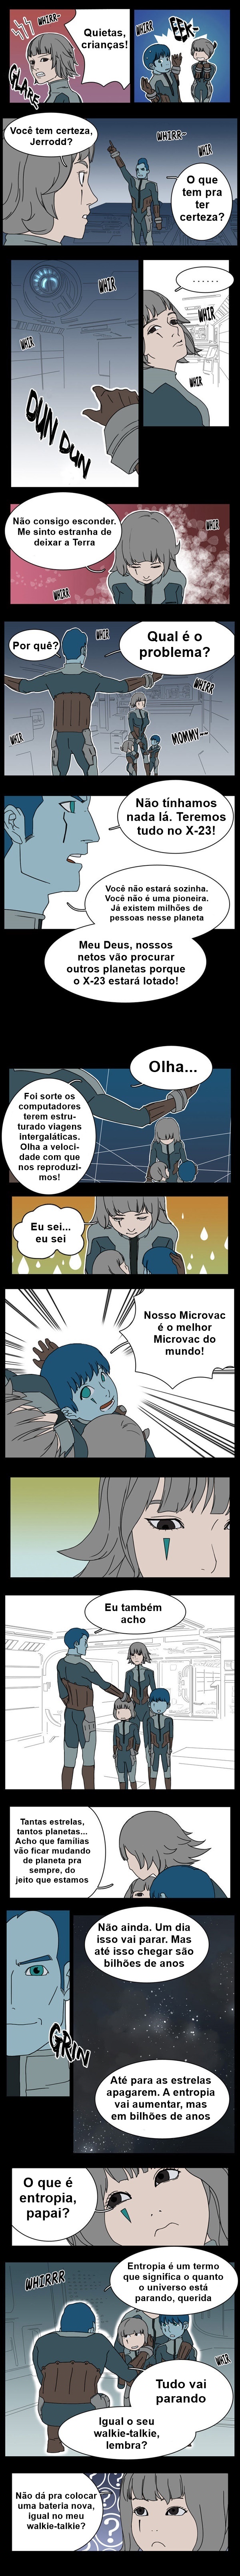 WHIRR-
Quietas,
crianças!
GLARE
WHIRR
EEK-
Você tem certeza,
Jerrodd?
WHIRR-
WHIR
O que
tem pra
ter
certeza?
WHIR
WHIR
DUN DUN
......
WHIR
WHIR
Não consigo esconder.
Me sinto estranha de
deixar a Terra
WHIR
WHIRR
Por quê?
WHIR
Qual é o
problema?
WHIRR
WHIR
MOMMY--
Não tínhamos
nada lá. Teremos
tudo no X-23!
Você não estará sozinha.
Você não é uma pioneira.
Já existem milhões de
pessoas nesse planeta
Meu Deus, nossos
netos vão procurar
outros planetas porque
o X-23 estará lotado!
Olha...
Foi sorte os
computadores
terem estru-
turado viagens
intergaláticas.
Olha a veloci-
dade com que
nos reproduzi-
mos!
Eu sei...
eu sei
Nosso Microvac
é o melhor
Microvac do
mundo!
Eu também
acho
Tantas estrelas,
tantos planetas...
Acho que famílias
vão ficar mudando
de planeta pra
sempre, do
jeito que estamos
Não ainda. Um dia
isso vai parar. Mas
até isso chegar são
bilhões de anos
GRIN
Até para as estrelas
apagarem. A entropia
vai aumentar, mas
em bilhões de anos
O que é
entropia,
papai?
WHIRRR
Entropia é um termo
que significa o quanto
o universo está
parando, querida
WHIR
Tudo vai
parando
Igual o seu
walkie-talkie,
lembra?
Não dá pra colocar
uma bateria nova,
igual no meu
walkie-talkie?